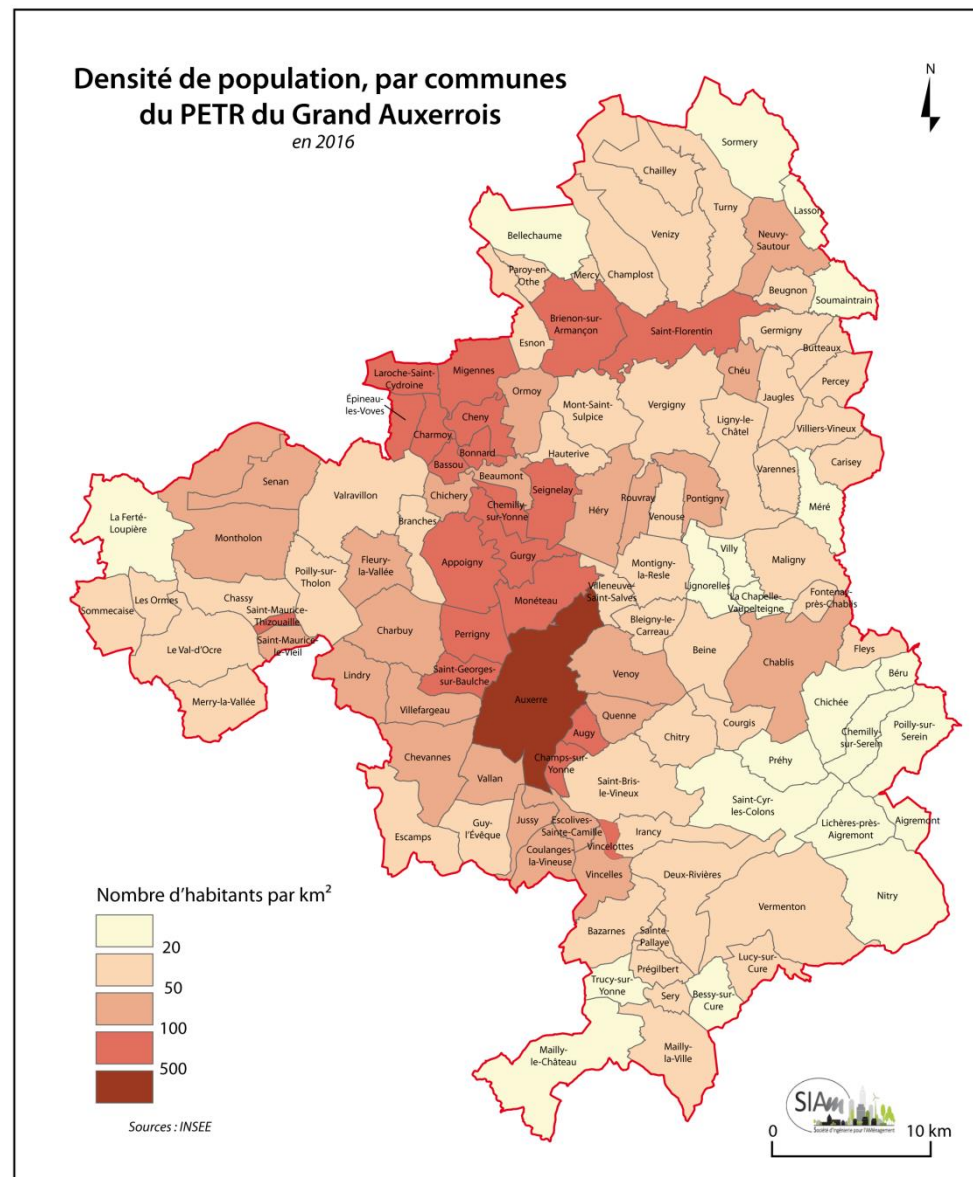 Densité de population, par communes
du PETR du Grand Auxerrois
en 2016
N
Sormery
Chailley
Lasson
Turny
Bellechaume
Venizy
Neuvy-
Sautour
Paroy-en-
Othe
Mercy
Champlost
Beugnon
Soumaintrain
Brienon-sur-
Armançon
Saint-Florentin
Germigny
Esnon
Butteaux
Laroche-Saint-
Cydroine
Migennes
Chéu
Percey
Épineau-
les-Voves
Ormoy
Mont-Saint-
Sulpice
Vergigny
Jaugles
Cheny
Ligny-le-
Châtel
Villiers-Vineux
Charmoy
Bonnard
Hauterive
Carisey
Bassou
Beaumont
Varennes
Senan
Valravillon
Chichery
Seignelay
Rouvray
Pontigny
Méré
La Ferté-
Loupière
Chemilly-
sur-Yonne
Héry
Venouse
Branches
Montholon
Villy
Maligny
Fleury-
la-Vallée
Appoigny
Gurgy
Montigny-
la-Resle
Poilly-sur-
Tholon
Villeneuve-
Saint-Salves
Lignorelles
Sommecaise
Les Ormes
Chassy
Monéteau
La Chapelle-
Vaupelteigne
Fontenay-
près-Chablis
Saint-Maurice-
Thizouaille
Charbuy
Bleigny-le-
Carreau
Saint-Maurice-
le-Vieil
Perrigny
Le Val-d'Ocre
Beine
Fleys
Lindry
Saint-Georges-
sur-Baulche
Venoy
Chablis
Béru
Merry-la-Vallée
Auxerre
Chichée
Villefargeau
Quenne
Courgis
Chemilly-
sur-Serein
Poilly-sur-
Serein
Augy
Chitry
Chevannes
Champs-sur-
Yonne
Préhy
Vallan
Saint-Bris-
le-Vineux
Saint-Cyr-
les-Colons
Escamps
Guy-
l'Évêque
Jussy
Escolives-
Sainte-Camille
Lichères-près-
Aigremont
Aigremont
Irancy
Vincelottes
Coulanges-
la-Vineuse
Vincelles
Deux-Rivières
Nitry
Vermenton
Bazarnes
Sainte-
Pallaye
Lucy-sur-
Cure
Prégilbert
Trucy-sur-
Yonne
Sery
Bessy-sur-
Cure
Mailly-
le-Château
Mailly-
la-Ville
Nombre d'habitants par km²
20
50
100
500
Sources : INSEE
SIAm
Société d'Ingénierie pour l'AMénagement
0 10 km